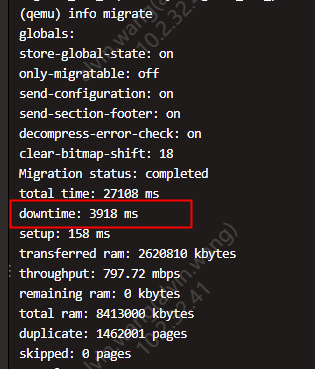 (qemu) info migrate
globals:
store-global-state: on
only-migratable: off
send-configuration: on
send-section-footer: on
decompress-error-check: on
clear-bitmap-shift: 18
Migration status: completed
total time: 27108 ms
downtime: 3918 ms
setup: 158 ms
transferred ram: 2620810 kbytes
throughput: 797.72 mbps
remaining ram: 0 kbytes
total ram: 8413000 kbytes
duplicate: 1462001 pages
skipped: 0 pages